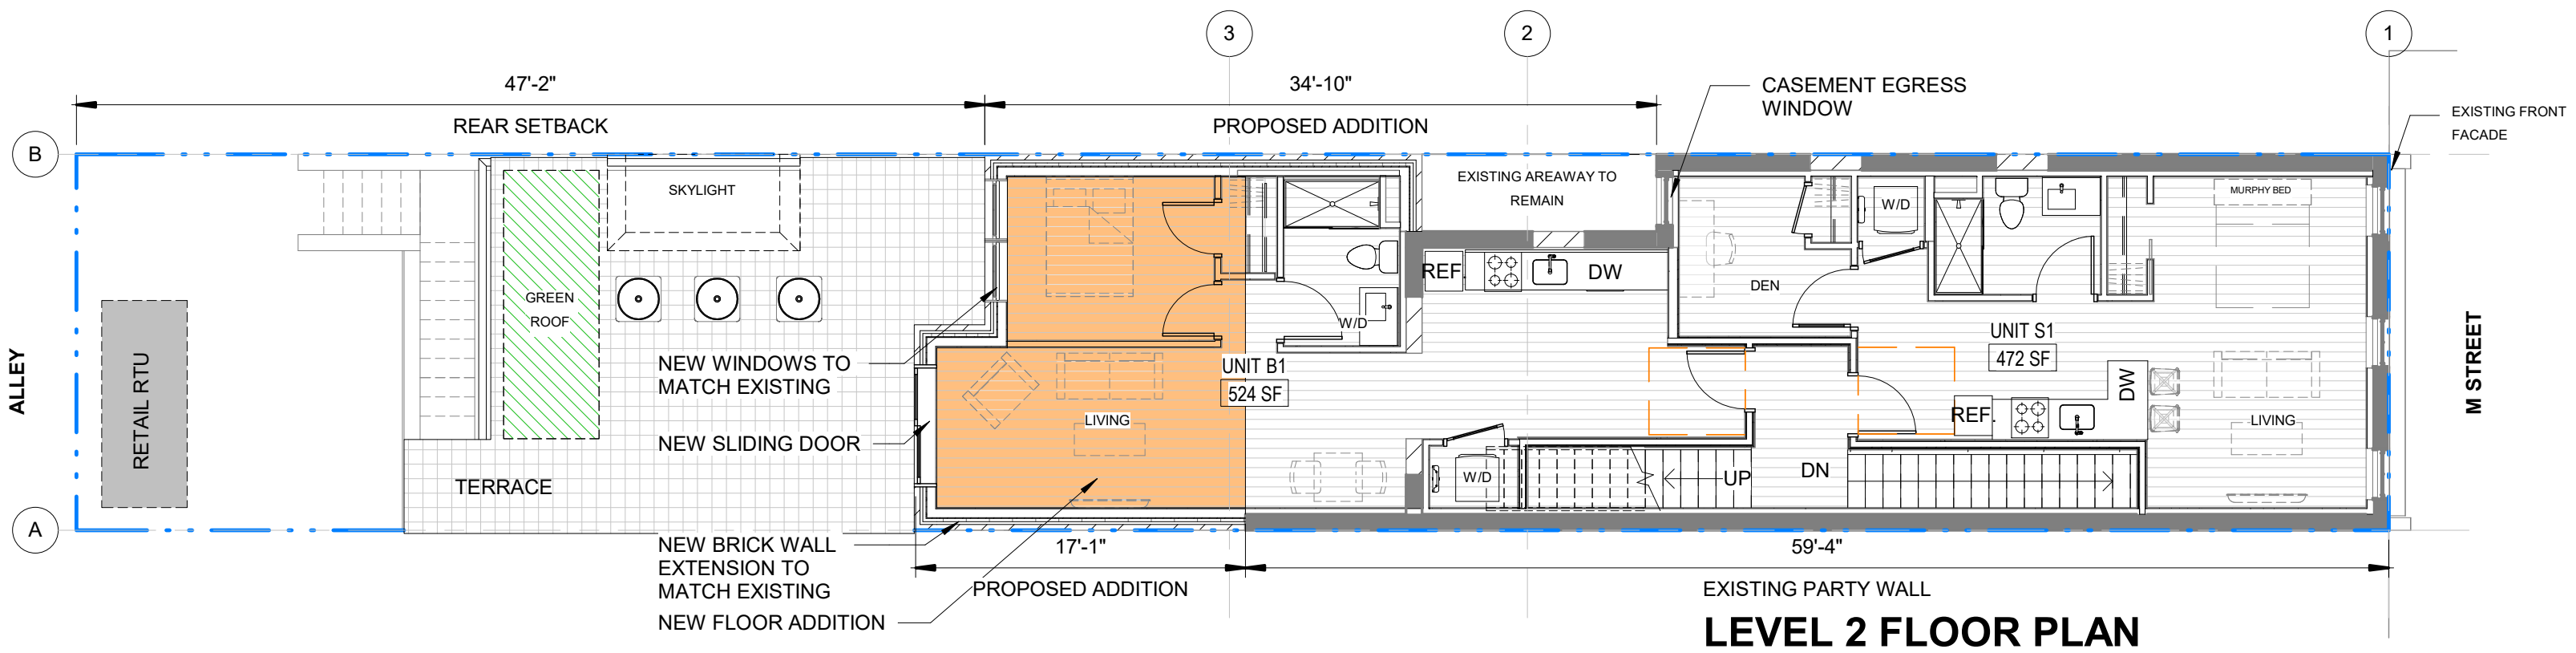 3
2
1
47'-2"
34'-10"
CASEMENT EGRESS
WINDOW
REAR SETBACK
PROPOSED ADDITION
EXISTING FRONT
FACADE
B
SKYLIGHT
EXISTING AREAWAY TO
REMAIN
MURPHY BED
W/D
REF.
DW
DEN
GREEN
ROOF
W/D
UNIT S1
472 SF
ALLEY
RETAIL RTU
NEW WINDOWS TO
MATCH EXISTING
UNIT B1
524 SF
DW
M STREET
LIVING
REF.
LIVING
NEW SLIDING DOOR
TERRACE
W/D
UP
DN
A
NEW BRICK WALL
EXTENSION TO
MATCH EXISTING
17'-1"
59'-4"
PROPOSED ADDITION
EXISTING PARTY WALL
NEW FLOOR ADDITION
LEVEL 2 FLOOR PLAN